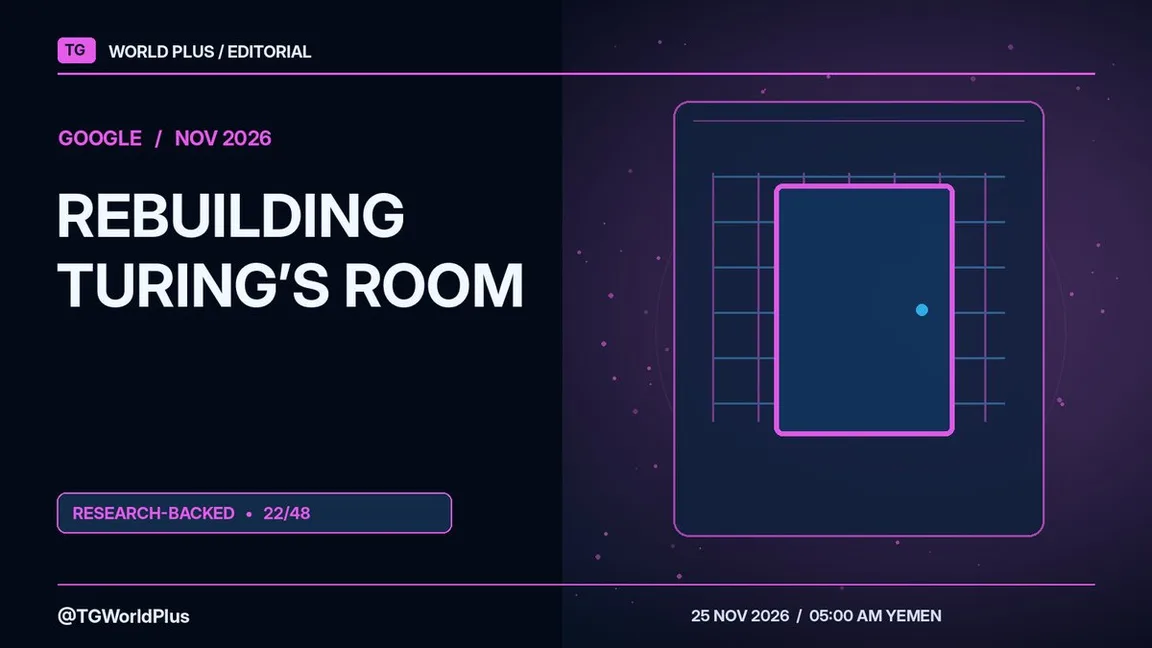 TG WORLD PLUS / EDITORIAL
GOOGLE / NOV 2026
REBUILDING
TURING’S ROOM
RESEARCH-BACKED • 22/48
@TGWorldPlus
25 NOV 2026 / 05:00 AM YEMEN